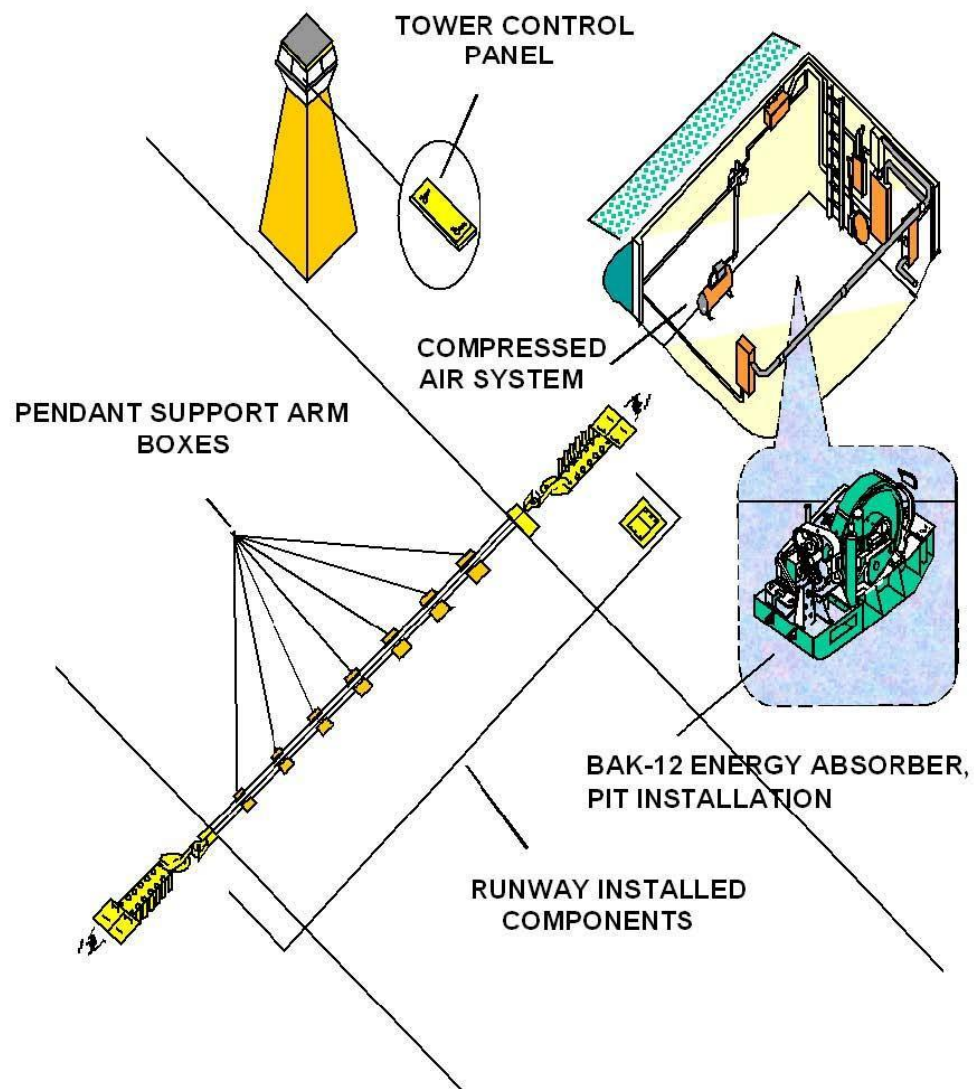 TOWER CONTROL
PANEL
COMPRESSED
AIR SYSTEM
PENDANT SUPPORT ARM
BOXES
BAK-12 ENERGY ABSORBER,
PIT INSTALLATION
RUNWAY INSTALLED
COMPONENTS